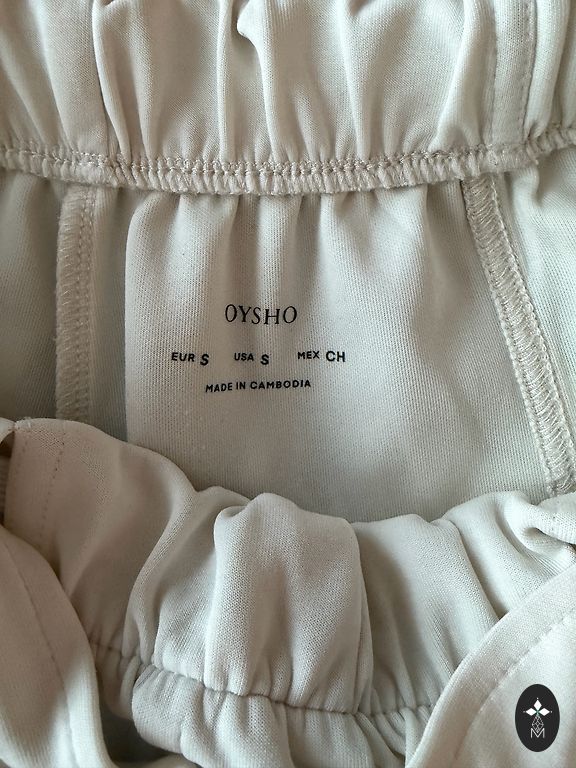 OYSHO
EUR S USA S MEX CH
MADE IN CAMBODIA
M